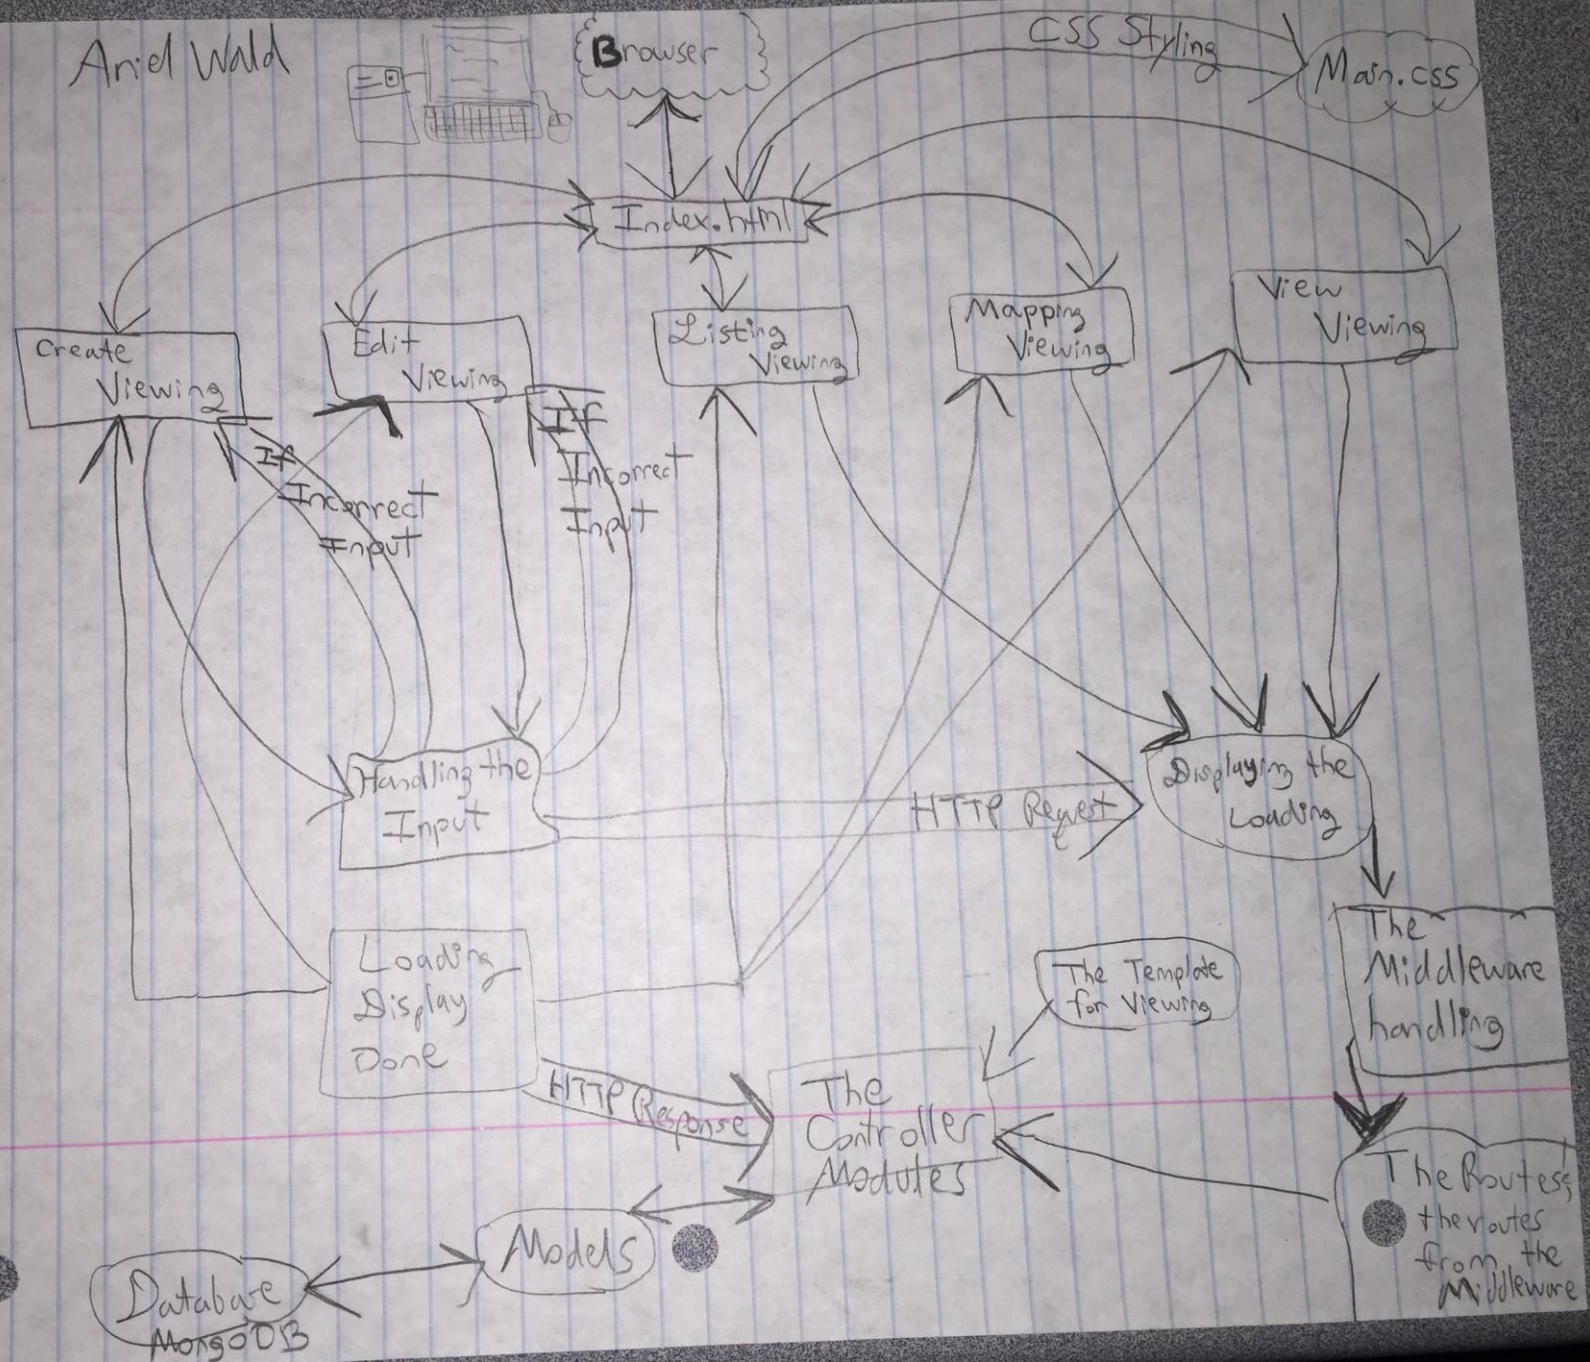 Ariel Wald
Browser
CSS Styling
Main.css
Index.html
Create
Viewing
Edit
Viewing
Listing
Viewing
Mapping
Viewing
View
Viewing
If
Incorrect
Input
If
Incorrect
Input
Handling the
Input
HTTP Request
Displaying the
Loading
Loading
Display
Done
The Template
for Viewing
The
Middleware
handling
HTTP Response
The
Controller
Modules
The Routes;
the routes
from the
Middleware
Models
Database
MongoDB